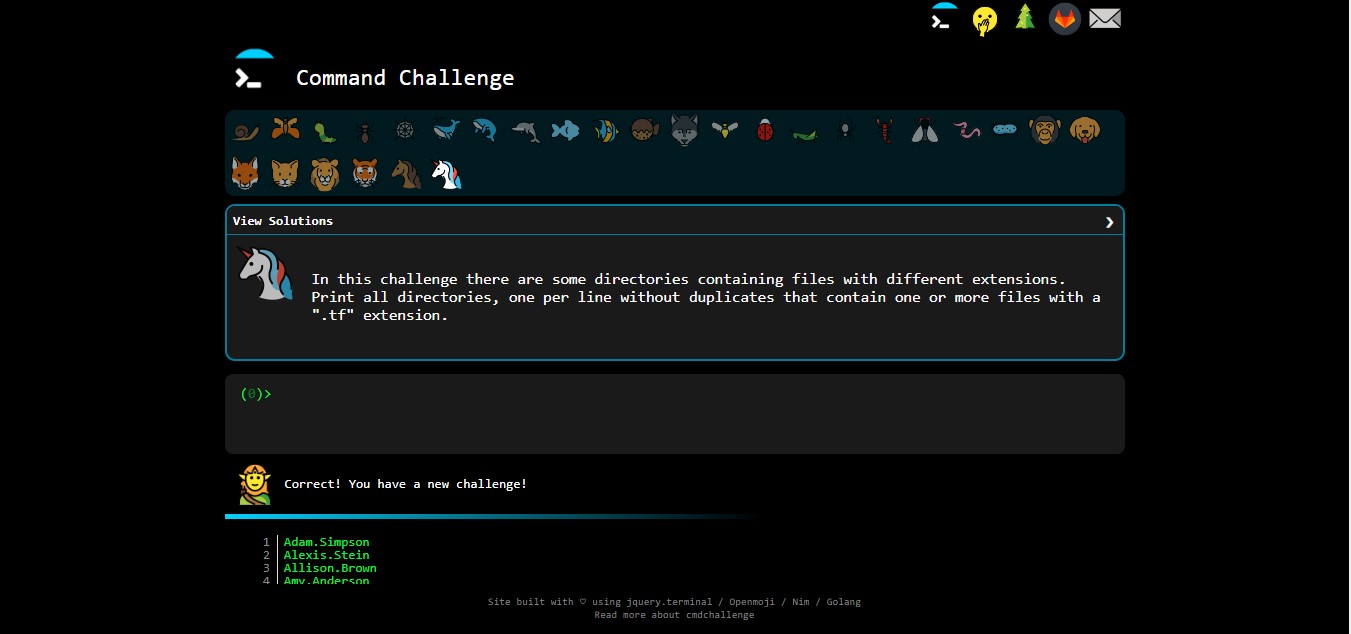 Command Challenge
View Solutions
In this challenge there are some directories containing files with different extensions.
Print all directories, one per line without duplicates that contain one or more files with a
".tf" extension.
(0)>
Correct! You have a new challenge!
1 Adam.Simpson
2 Alexis.Stein
3 Allison.Brown
4 Amy.Anderson
Site built with ♡ using jquery.terminal / Openmoji / Nim / Golang
Read more about cmdchallenge